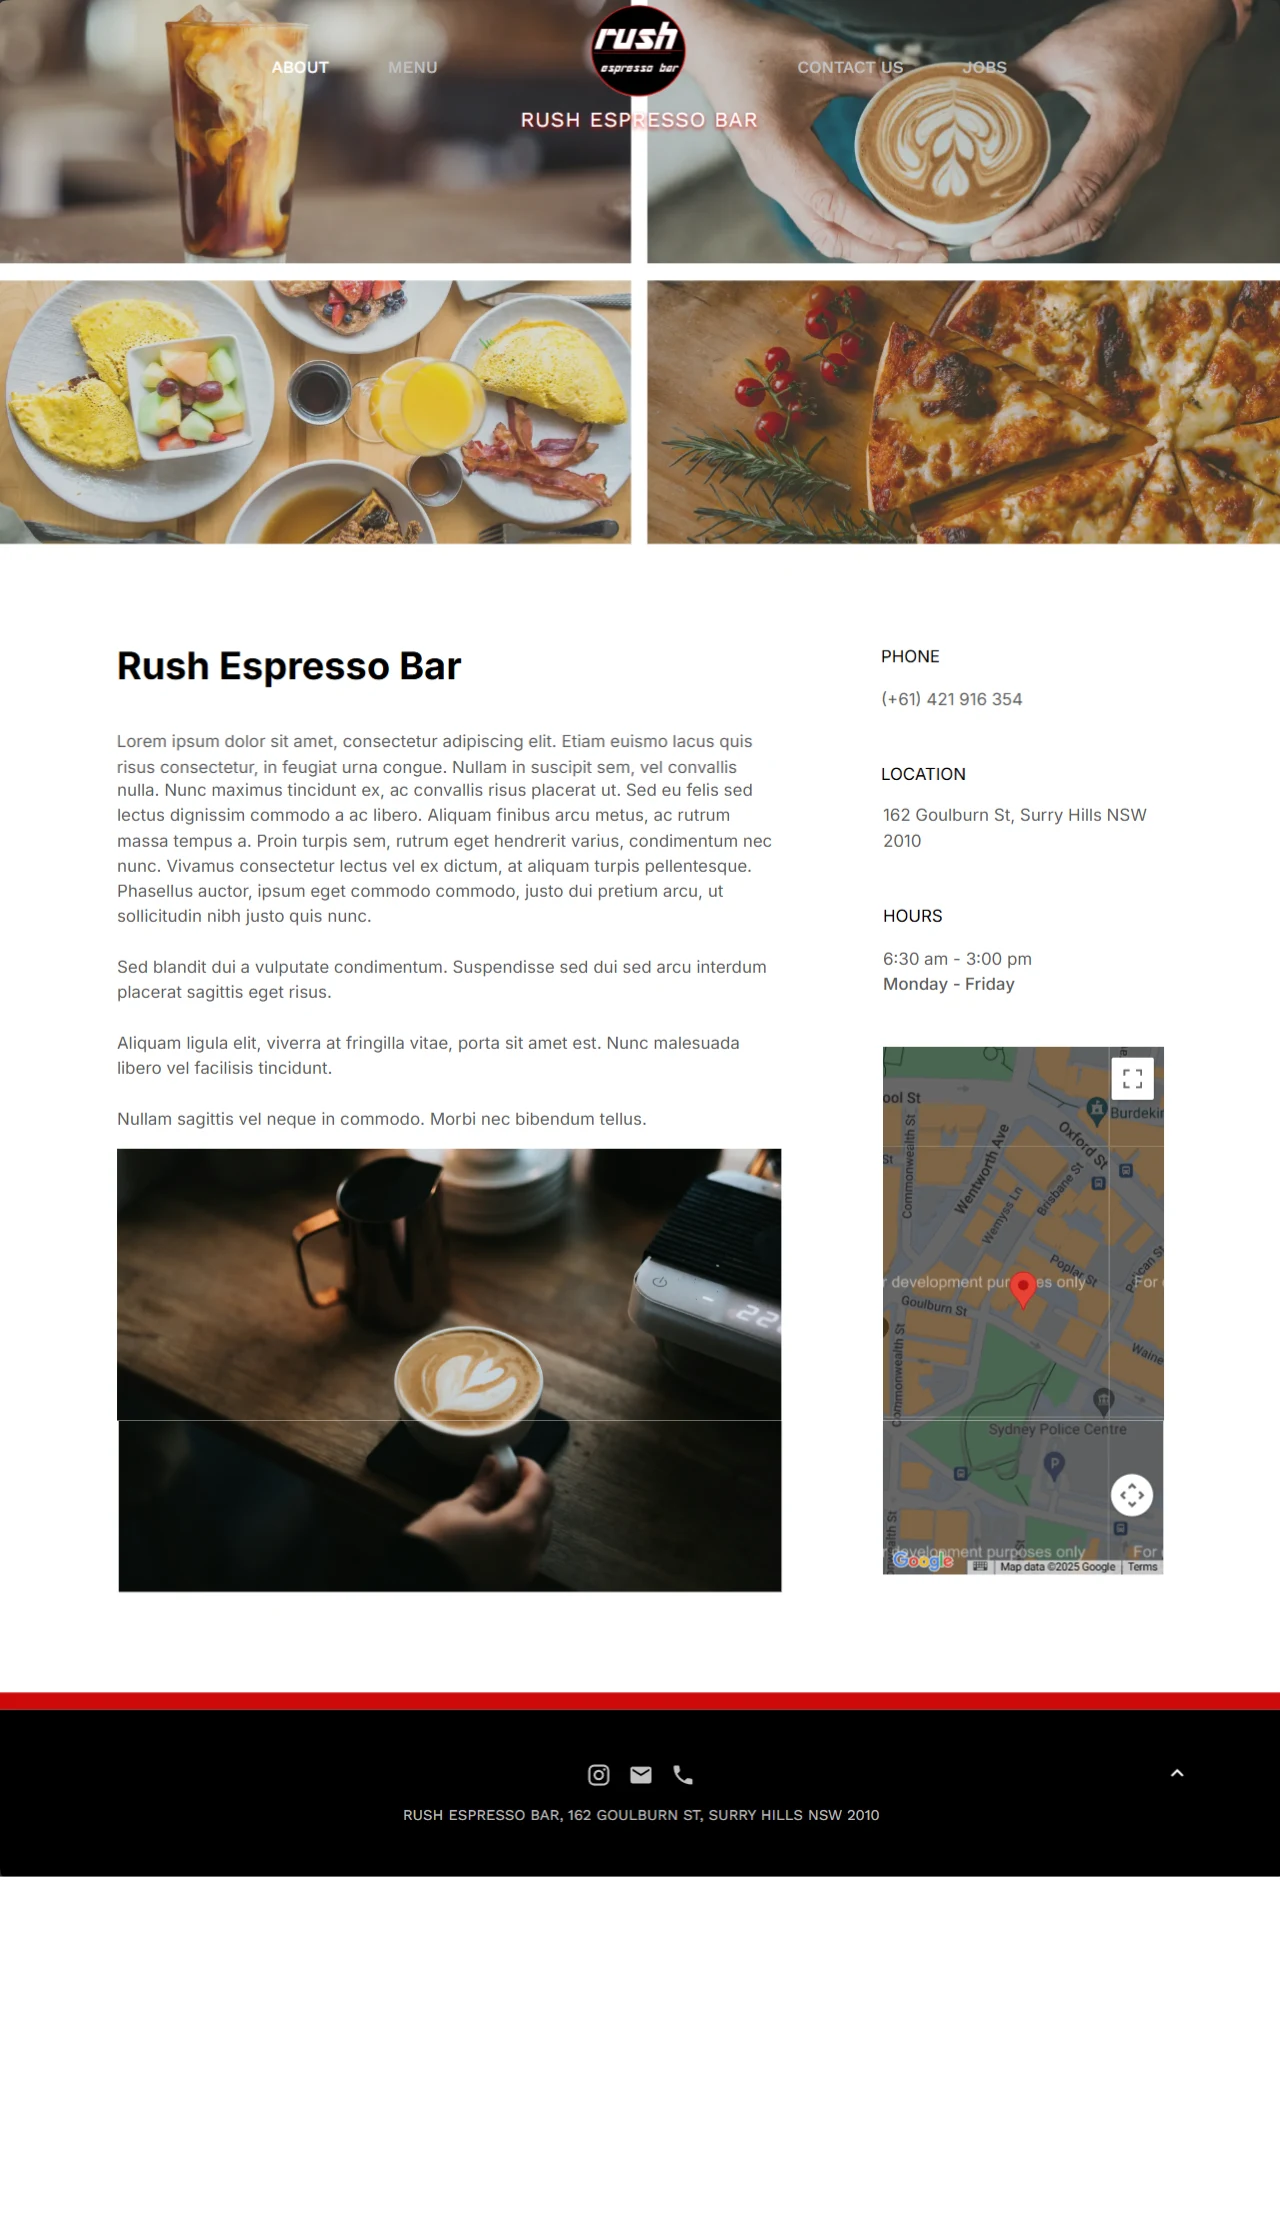 rush
espresso bar
ABOUT
MENU
CONTACT US
JOBS
RUSH ESPRESSO BAR
Rush Espresso Bar
Lorem ipsum dolor sit amet, consectetur adipiscing elit. Etiam euismo lacus quis
risus consectetur, in feugiat urna congue. Nullam in suscipit sem, vel convallis
nulla. Nunc maximus tincidunt ex, ac convallis risus placerat ut. Sed eu felis sed
lectus dignissim commodo a ac libero. Aliquam finibus arcu metus, ac rutrum
massa tempus a. Proin turpis sem, rutrum eget hendrerit varius, condimentum nec
nunc. Vivamus consectetur lectus vel ex dictum, at aliquam turpis pellentesque.
Phasellus auctor, ipsum eget commodo commodo, justo dui pretium arcu, ut
sollicitudin nibh justo quis nunc.
Sed blandit dui a vulputate condimentum. Suspendisse sed dui sed arcu interdum
placerat sagittis eget risus.
Aliquam ligula elit, viverra at fringilla vitae, porta sit amet est. Nunc malesuada
libero vel facilisis tincidunt.
Nullam sagittis vel neque in commodo. Morbi nec bibendum tellus.
PHONE
(+61) 421 916 354
LOCATION
162 Goulburn St, Surry Hills NSW
2010
HOURS
6:30 am - 3:00 pm
Monday - Friday
ool St
Burdekin
Oxford St
Commonwealth St
Wentworth Ave
St
Brisbane St
Wemyss Ln
Poplar St
Pelican St
r development purposes only
For
Goulburn St
Commonwealth St
Waine
Sydney Police Centre
P
r development purposes only
For
Google
Map data ©2025 Google
Terms
RUSH ESPRESSO BAR, 162 GOULBURN ST, SURRY HILLS NSW 2010